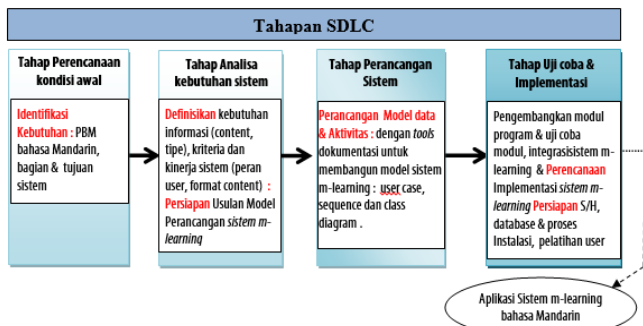 Tahapan SDLC
Tahap Perencanaan
kondisi awal
Identifikasi
Kebutuhan : PBM
bahasa Mandarin,
bagian & tujuan
sistem
Tahap Analisa
kebutuhan sistem
Definisikan kebutuhan
informasi (content,
tipe), kriteria dan
kinerja sistem (peran
user, format content) :
Persiapan Usulan Model
Perancangan sistem m-
learning
Tahap Perancangan
Sistem
Perancangan Model data
& Aktivitas : dengan tools
dokumentasi untuk
membangun model sistem
m-learning : user case,
sequence dan class
diagram .
Tahap Uji coba &
Implementasi
Pengembangkan modul
program & uji coba
modul, integrasisistem m-
learning & Perencanaan
Implementasi sistem m-
learning Persiapan S/H,
database & proses
Instalasi, pelatihan user
Aplikasi Sistem m-learning
bahasa Mandarin